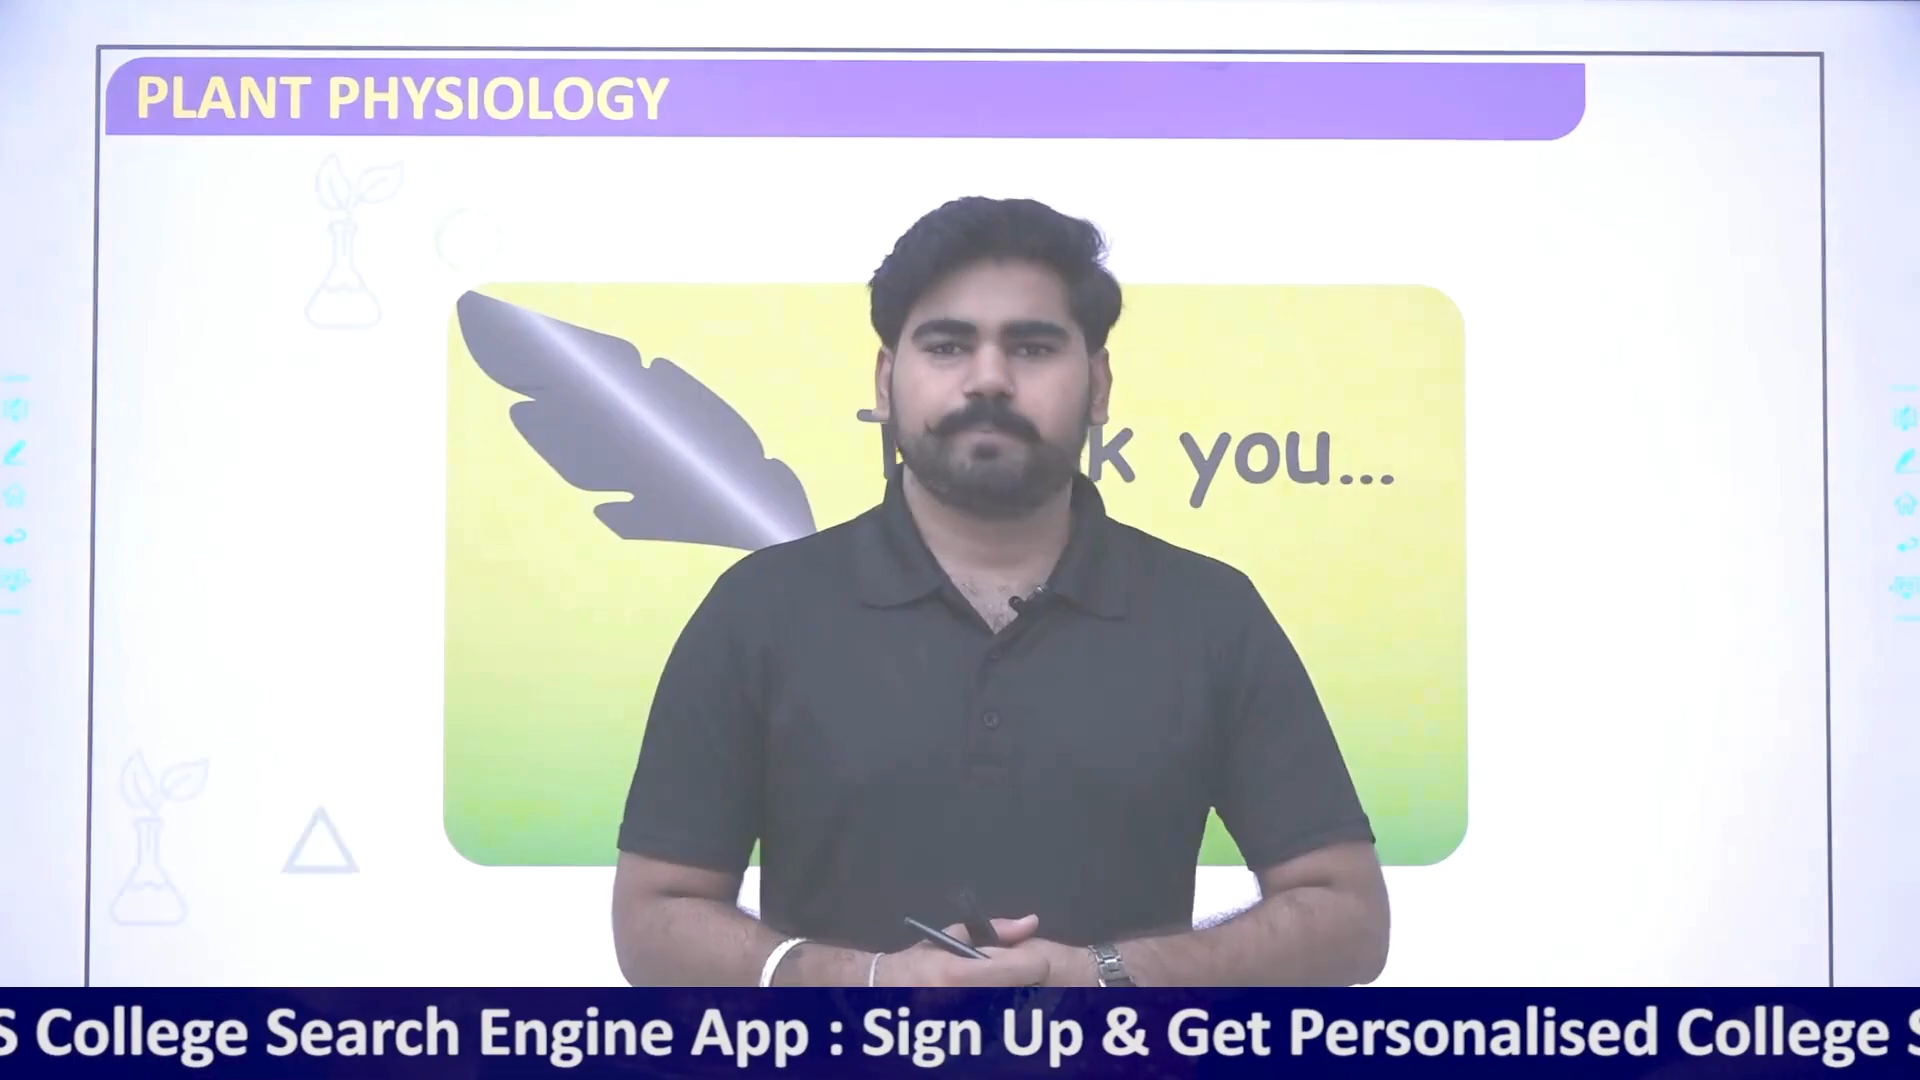 PLANT PHYSIOLOGY
k you...
S College Search Engine App : Sign Up & Get Personalised College S